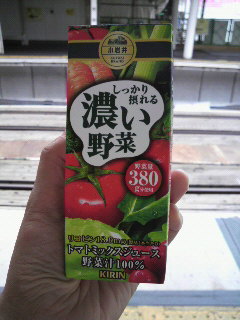 小岩井
しっかり
摂れる
濃い
野菜
野菜量
380
トマトミックスジュース
野菜汁100%
KIRIN